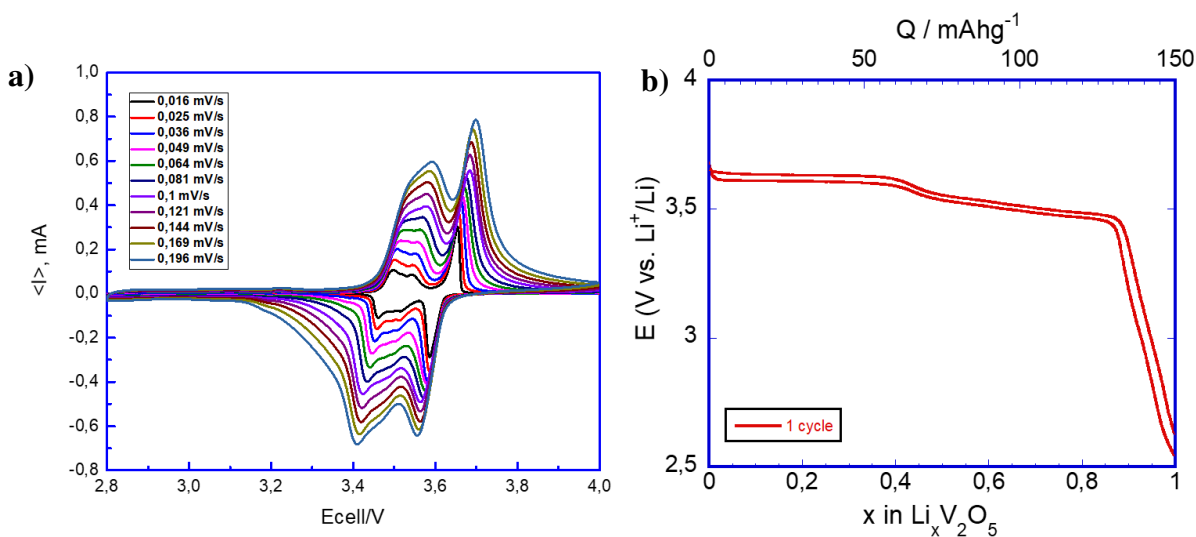 a)
1,0
0,8
0,6
0,4
0,2
0,0
-0,2
-0,4
-0,6
-0,8
<I>, mA
0,016 mV/s
0,025 mV/s
0,036 mV/s
0,049 mV/s
0,064 mV/s
0,081 mV/s
0,1 mV/s
0,121 mV/s
0,144 mV/s
0,169 mV/s
0,196 mV/s
2,8 3,0 3,2 3,4 3,6 3,8 4,0
Ecell/V
b)
Q / mAhg⁻¹
0 50 100 150
4
3,5
3
2,5
E (V vs. Li⁺/Li)
1 cycle
0 0,2 0,4 0,6 0,8 1
x in LiₓV₂O₅